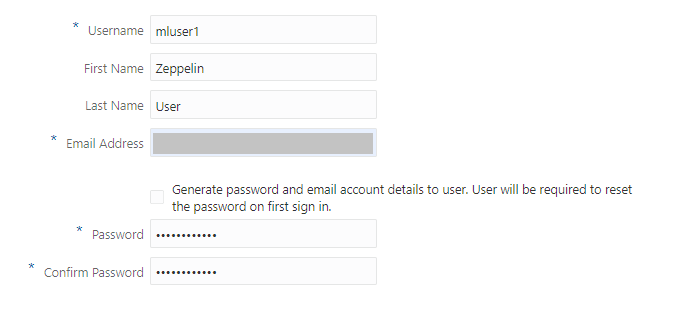 * Username mluser1
First Name Zeppelin
Last Name User
* Email Address
Generate password and email account details to user. User will be required to reset
the password on first sign in.
* Password ••••••••••••
* Confirm Password ••••••••••••